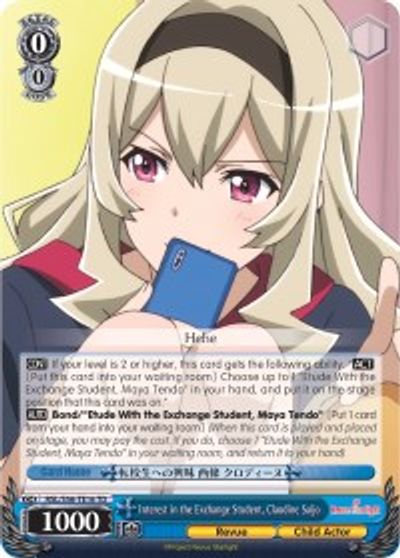 0
0
Hehe
CONT If your level is 2 or higher, this card gets the following ability. "ACT
[Put this card into your waiting room] Choose up to 1 "Etude With the
Exchange Student, Maya Tendo" in your hand, and put it on the stage
position that this card was in."
AUTO Bond/"Etude With the Exchange Student, Maya Tendo" [Put 1 card
from your hand into your waiting room] (When this card is played and
placed on stage, you may pay the cost. If you do, choose 1 "Etude With the
Exchange Student, Maya Tendo" in your waiting room, and return it to your hand)
Card Name
転校生への興味 西條 クロディーヌ
1000
Interest in the Exchange Student, Claudine Saijo
Revue
Child Actor
©Project Revue Starlight